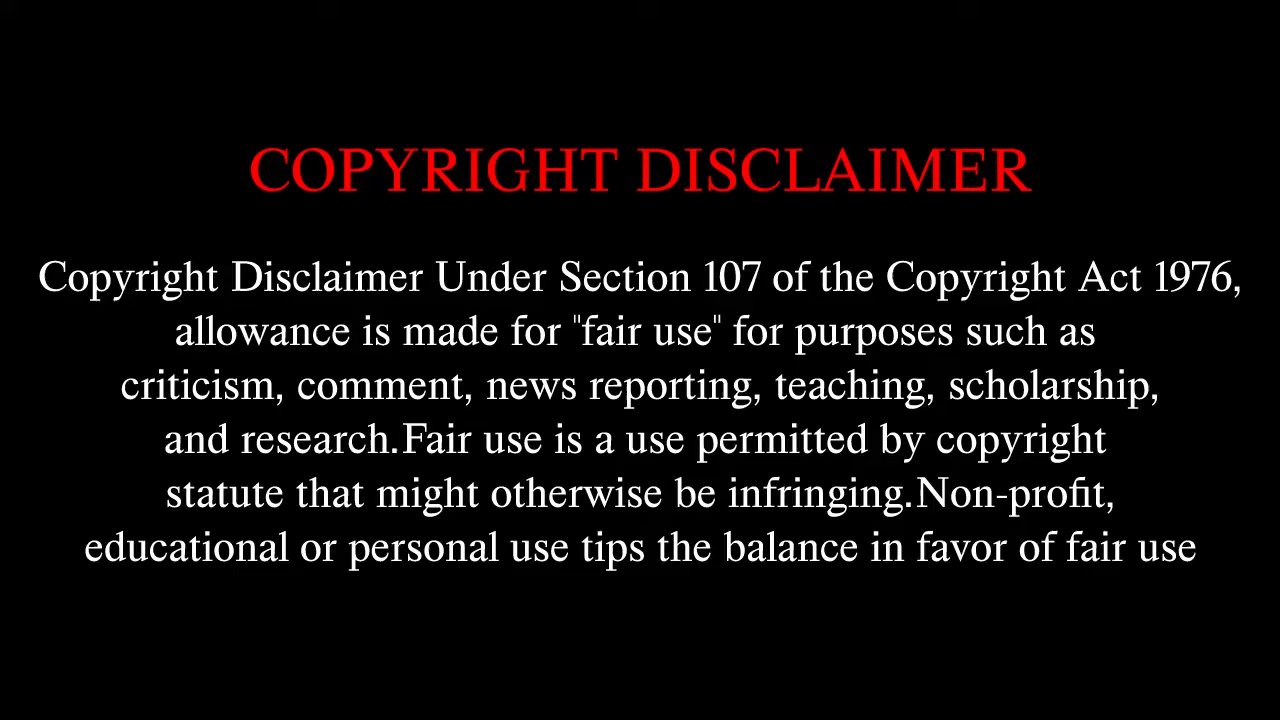 COPYRIGHT DISCLAIMER
Copyright Disclaimer Under Section 107 of the Copyright Act 1976,
allowance is made for "fair use" for purposes such as
criticism, comment, news reporting, teaching, scholarship,
and research.Fair use is a use permitted by copyright
statute that might otherwise be infringing.Non-profit,
educational or personal use tips the balance in favor of fair use